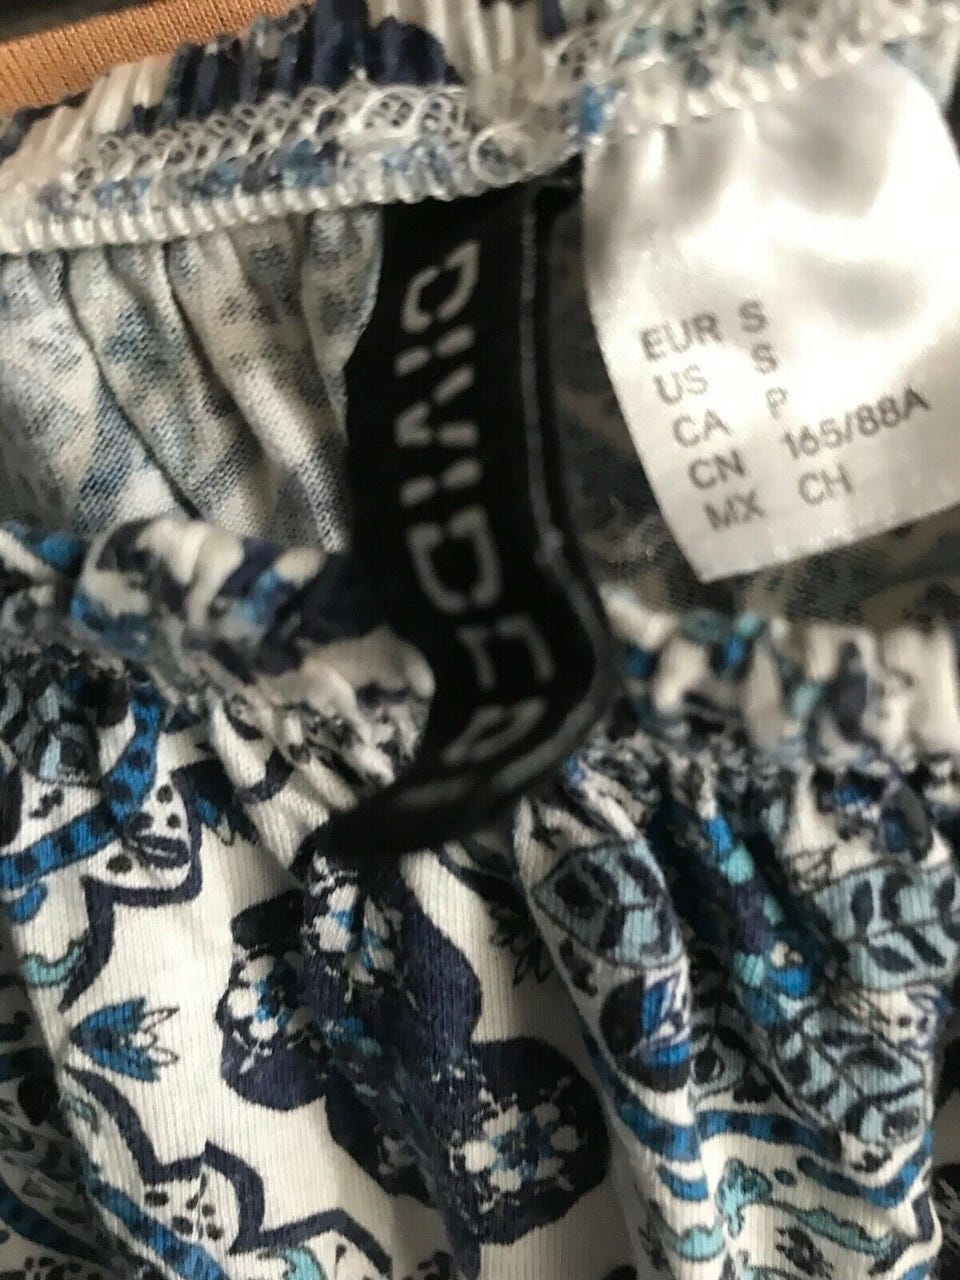 DIVIDED
EUR S
US S
CA P
CN 165/88A
MX CH